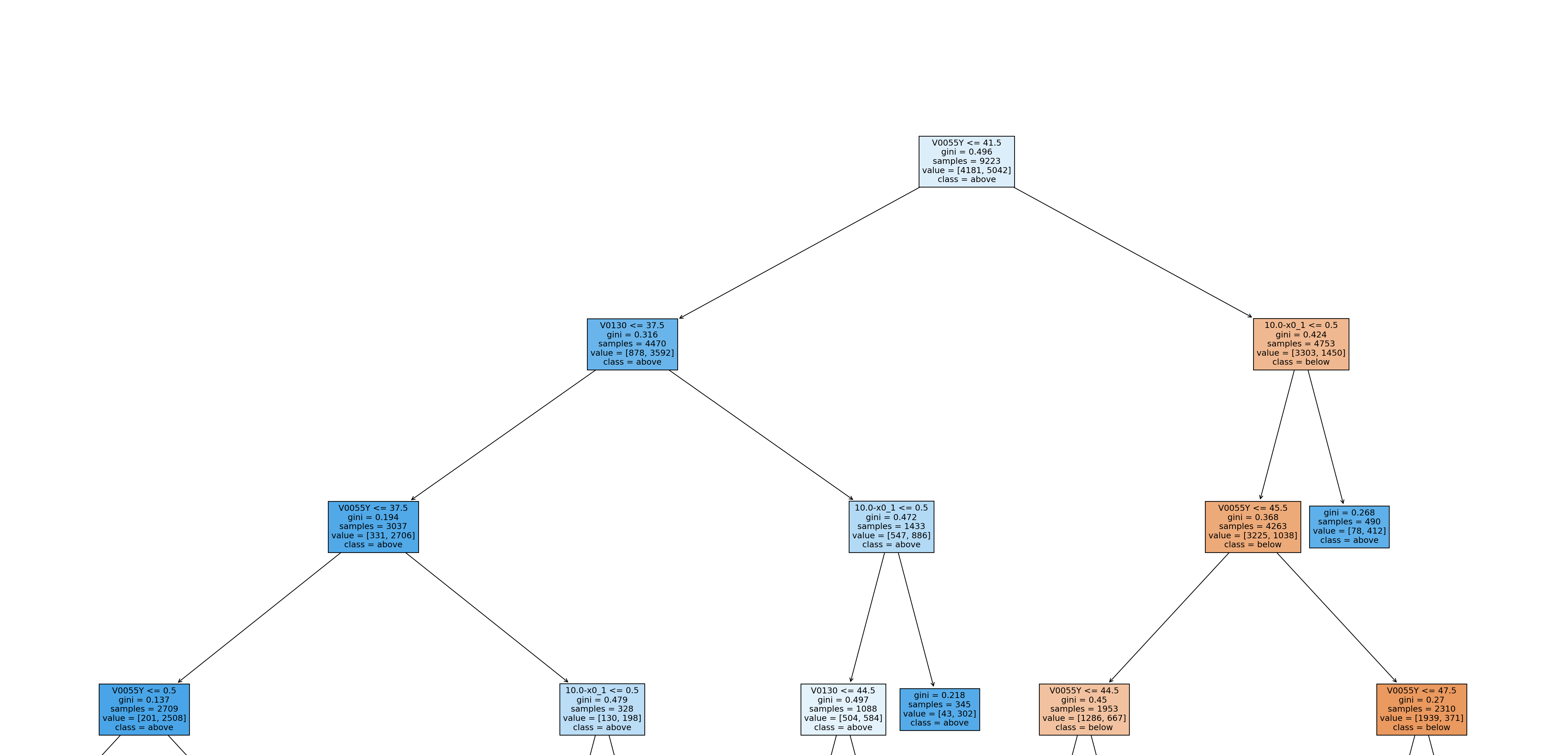 V0055Y <= 41.5
gini = 0.496
samples = 9223
value = [4181, 5042]
class = above
V0130 <= 37.5
gini = 0.316
samples = 4470
value = [878, 3592]
class = above
10.0-x0_1 <= 0.5
gini = 0.424
samples = 4753
value = [3303, 1450]
class = below
V0055Y <= 37.5
gini = 0.194
samples = 3037
value = [331, 2706]
class = above
10.0-x0_1 <= 0.5
gini = 0.472
samples = 1433
value = [547, 886]
class = above
V0055Y <= 45.5
gini = 0.368
samples = 4263
value = [3225, 1038]
class = below
gini = 0.268
samples = 490
value = [78, 412]
class = above
V0055Y <= 0.5
gini = 0.137
samples = 2709
value = [201, 2508]
class = above
10.0-x0_1 <= 0.5
gini = 0.479
samples = 328
value = [130, 198]
class = above
V0130 <= 44.5
gini = 0.497
samples = 1088
value = [504, 584]
class = above
gini = 0.218
samples = 345
value = [43, 302]
class = above
V0055Y <= 44.5
gini = 0.45
samples = 1953
value = [1286, 667]
class = below
V0055Y <= 47.5
gini = 0.27
samples = 2310
value = [1939, 371]
class = below